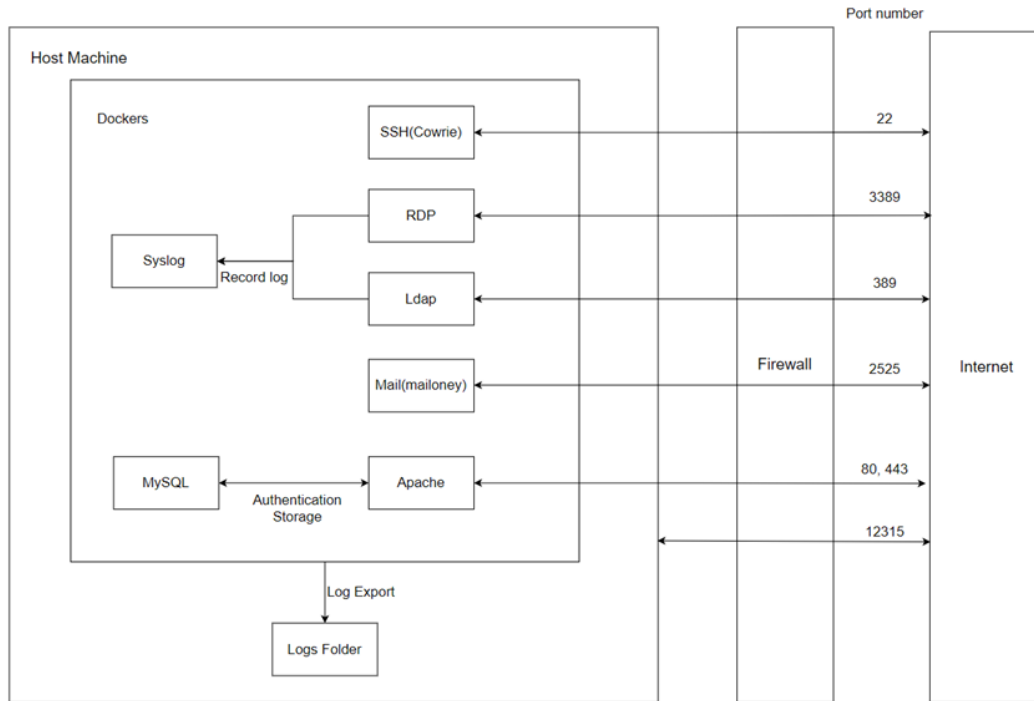 Port number
Host Machine
Dockers
SSH(Cowrie)
22
RDP
3389
Syslog
Record log
Ldap
389
Mail(mailoney)
Firewall
2525
Internet
MySQL
Authentication
Storage
Apache
80, 443
12315
Log Export
Logs Folder